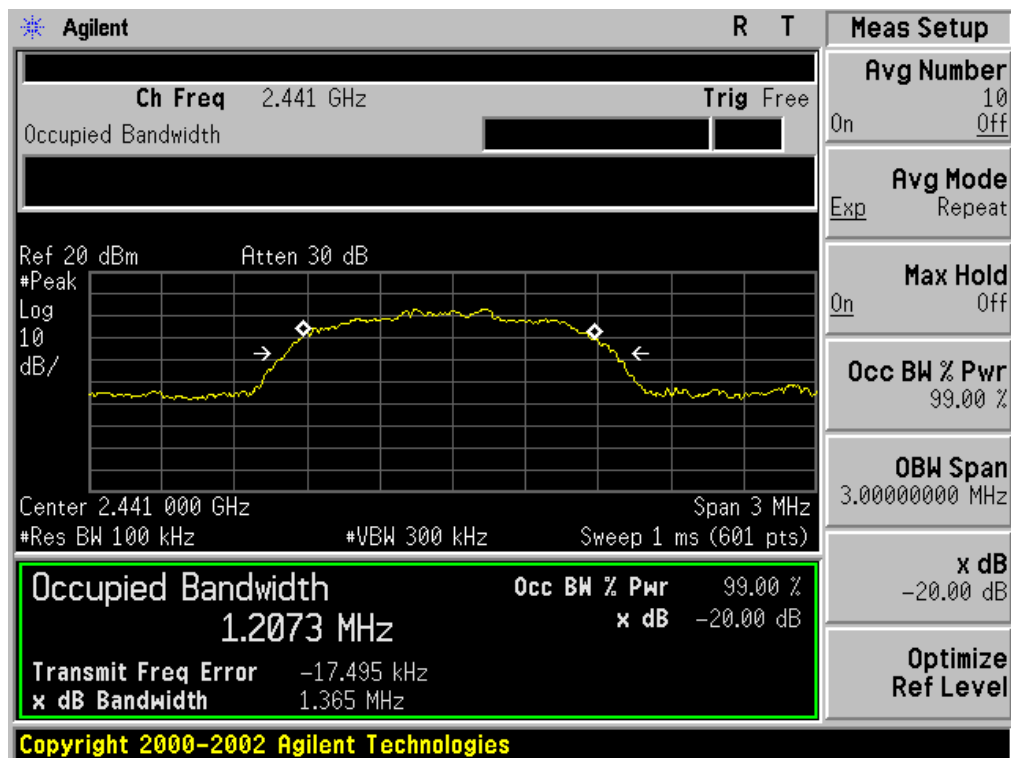 Agilent R T
Ch Freq 2.441 GHz Trig Free
Occupied Bandwidth
Ref 20 dBm Atten 30 dB
#Peak
Log
10
dB/
Center 2.441 000 GHz Span 3 MHz
#Res BW 100 kHz #VBW 300 kHz Sweep 1 ms (601 pts)
Occupied Bandwidth Occ BW % Pwr 99.00 %
1.2073 MHz x dB -20.00 dB
Transmit Freq Error -17.495 kHz
x dB Bandwidth 1.365 MHz
Copyright 2000-2002 Agilent Technologies
Meas Setup
Avg Number
10
On Off
Avg Mode
Exp Repeat
Max Hold
On Off
Occ BW % Pwr
99.00 %
OBW Span
3.00000000 MHz
x dB
-20.00 dB
Optimize
Ref Level